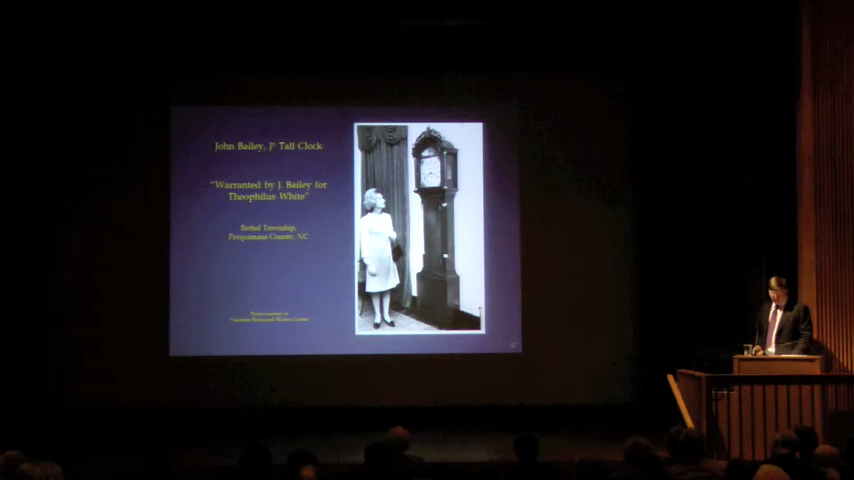 John Bailey, Jr Tall Clock
"Warranted by J. Bailey for
Theophilus White"
Bethel Township,
Perquimans County, NC